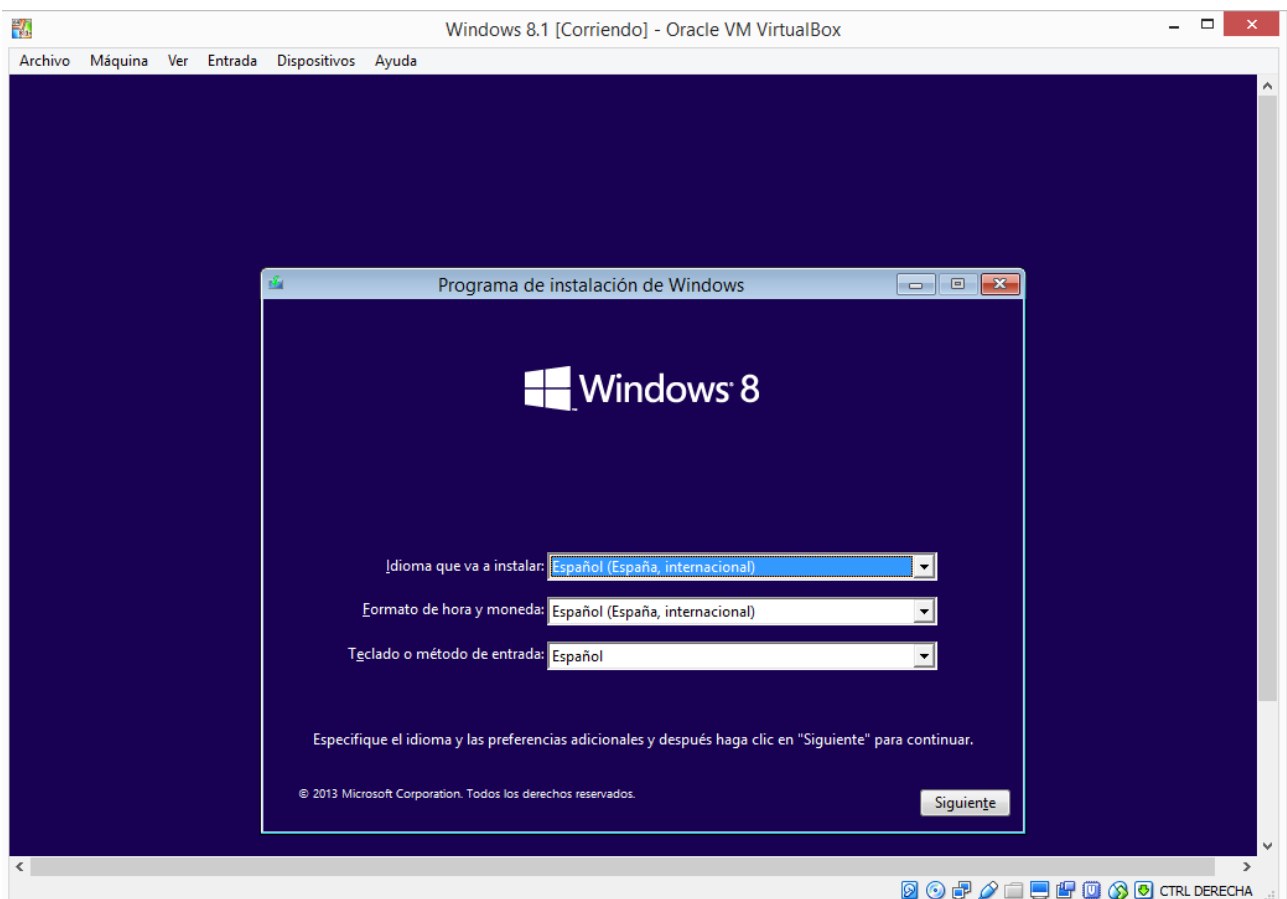 Windows 8.1 [Corriendo] - Oracle VM VirtualBox
Archivo Máquina Ver Entrada Dispositivos Ayuda
Programa de instalación de Windows
Windows 8
Idioma que va a instalar: Español (España, internacional)
Formato de hora y moneda: Español (España, internacional)
Teclado o método de entrada: Español
Especifique el idioma y las preferencias adicionales y después haga clic en "Siguiente" para continuar.
© 2013 Microsoft Corporation. Todos los derechos reservados.
Siguiente
CTRL DERECHA